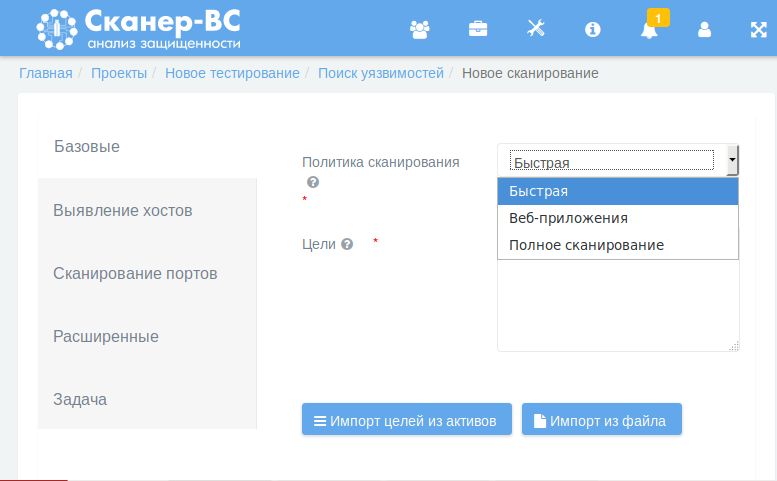 Сканер-ВС
анализ защищенности
1
Главная / Проекты / Новое тестирование / Поиск уязвимостей / Новое сканирование
Базовые
Выявление хостов
Сканирование портов
Расширенные
Задача
Политика сканирования
*
Быстрая
Быстрая
Веб-приложения
Полное сканирование
Цели *
Импорт целей из активов
Импорт из файла